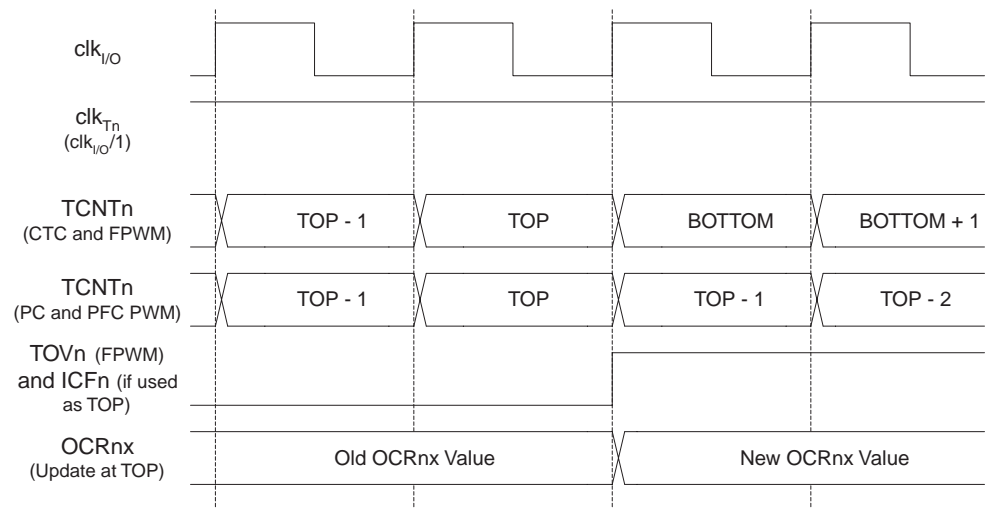 clkI/O
clkTn
(clkI/O/1)
TCNTn
(CTC and FPWM)
TOP - 1
TOP
BOTTOM
BOTTOM + 1
TCNTn
(PC and PFC PWM)
TOP - 1
TOP
TOP - 1
TOP - 2
TOVn (FPWM)
and ICFn (if used
as TOP)
OCRnx
(Update at TOP)
Old OCRnx Value
New OCRnx Value